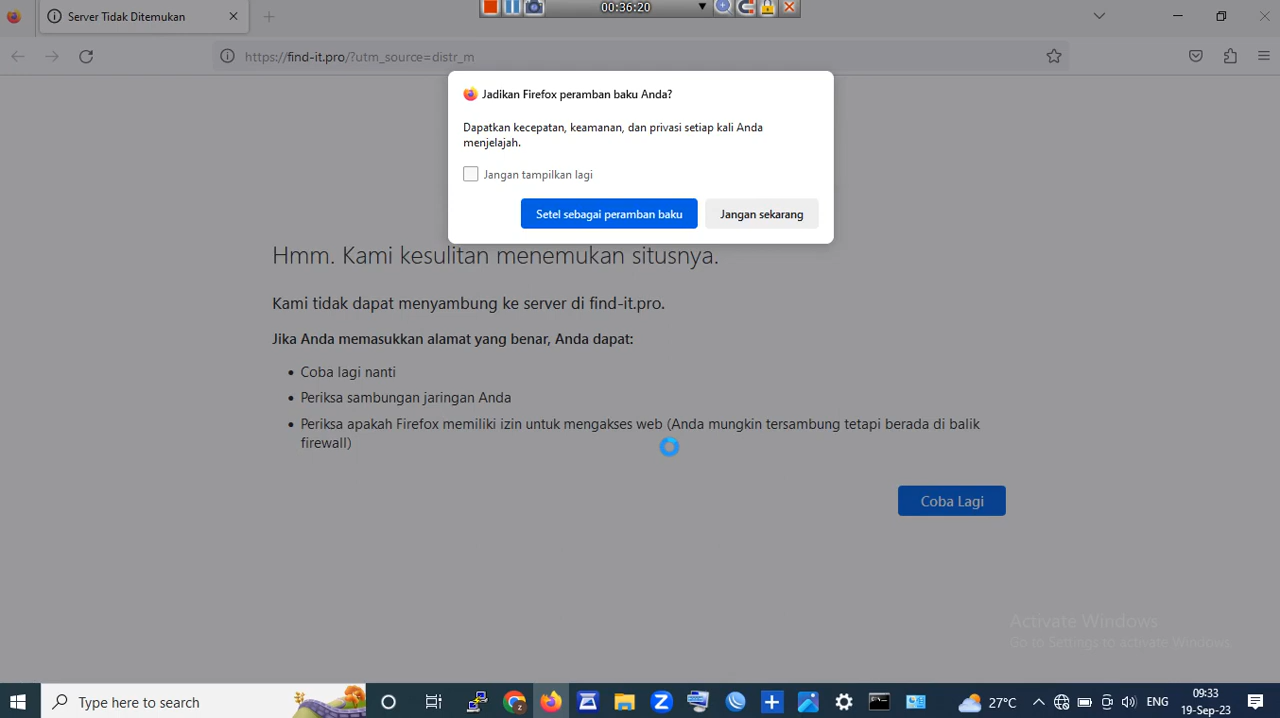 Server Tidak Ditemukan
00:36:20
https://find-it.pro/?utm_source=distr_m
Jadikan Firefox peramban baku Anda?
Dapatkan kecepatan, keamanan, dan privasi setiap kali Anda
menjelajah.
Jangan tampilkan lagi
Setel sebagai peramban baku
Jangan sekarang
Hmm. Kami kesulitan menemukan situsnya.
Kami tidak dapat menyambung ke server di find-it.pro.
Jika Anda memasukkan alamat yang benar, Anda dapat:
Coba lagi nanti
Periksa sambungan jaringan Anda
Periksa apakah Firefox memiliki izin untuk mengakses web (Anda mungkin tersambung tetapi berada di balik
firewall)
Coba Lagi
Activate Windows
Go to Settings to activate Windows.
Type here to search
27°C
ENG
09:33
19-Sep-23